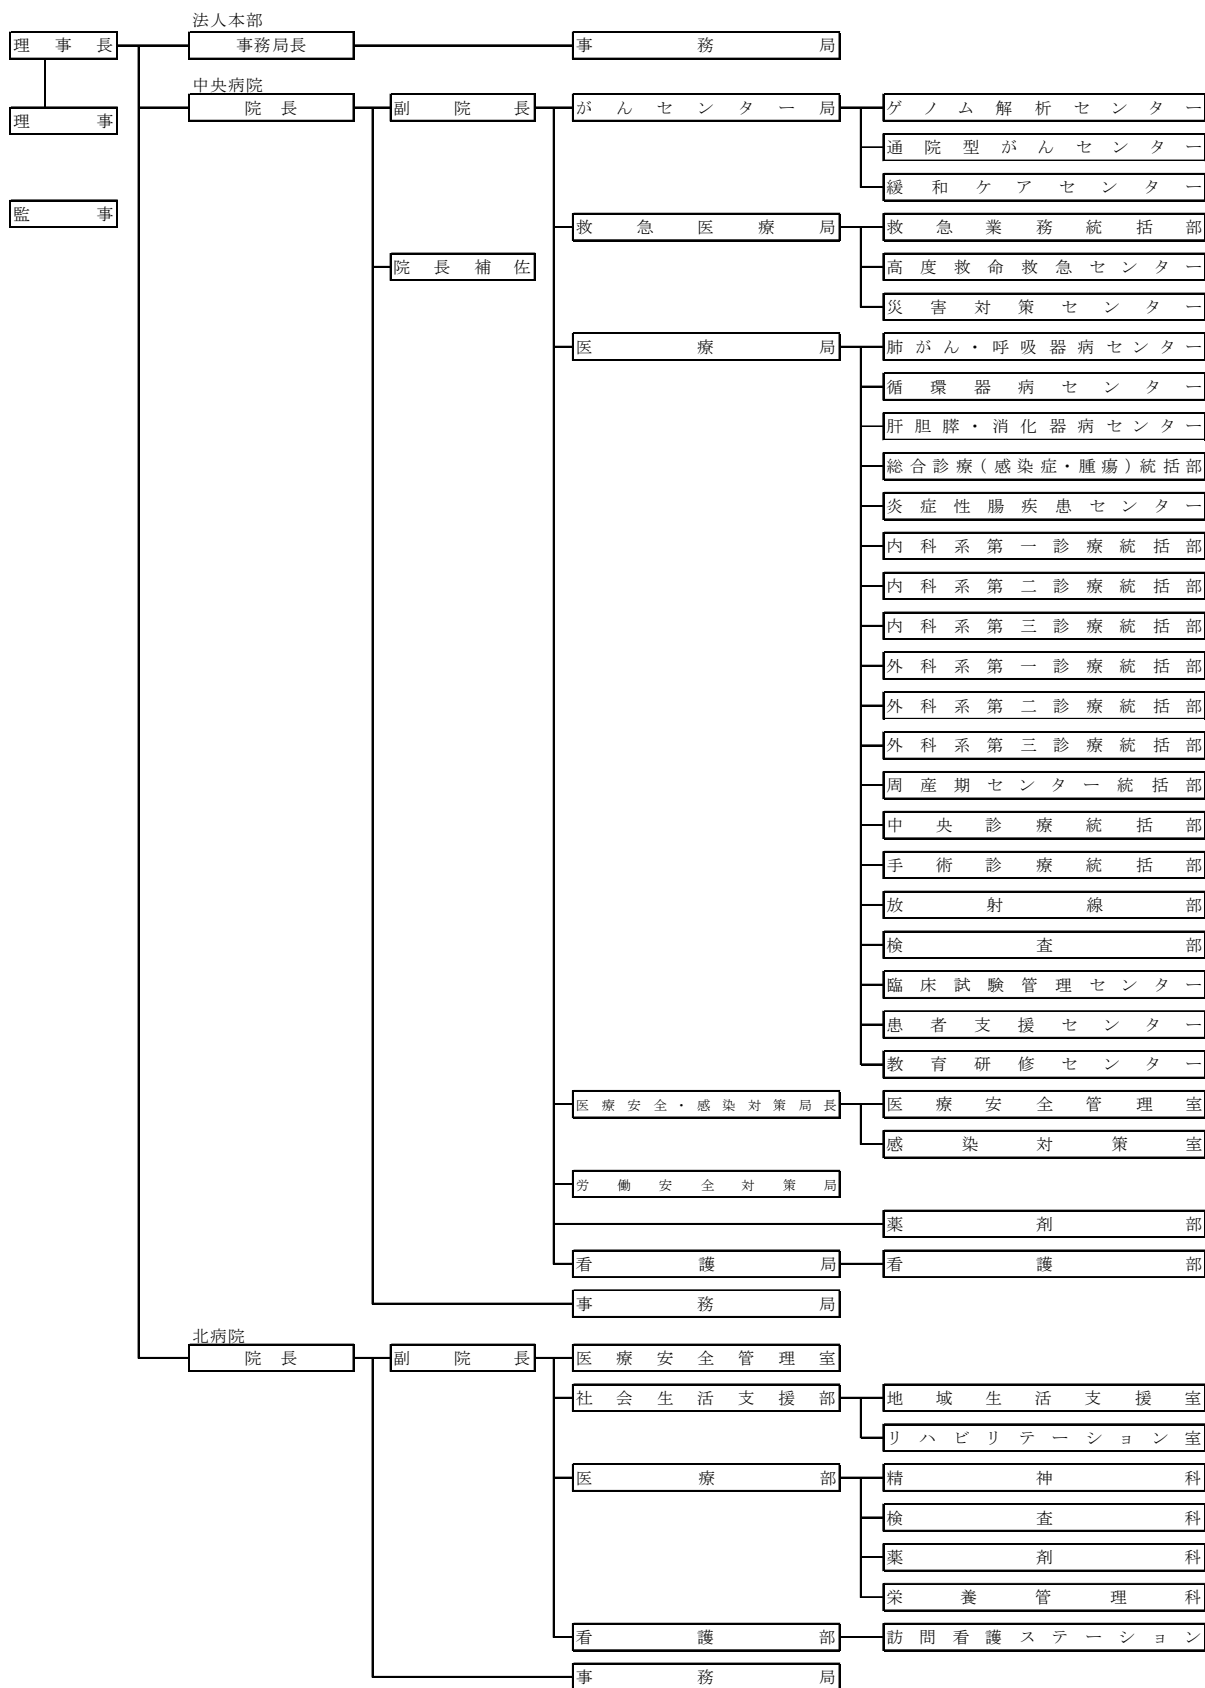 法人本部
理事長 事務局長 事務局
中央病院
院長 副院長 がんセンター局 ゲノム解析センター
理事
通院型がんセンター
緩和ケアセンター
監事 救急医療局 救急業務統括部
院長補佐 高度救命救急センター
災害対策センター
医療局 肺がん・呼吸器病センター
循環器病センター
肝胆膵・消化器病センター
総合診療(感染症・腫瘍)統括部
炎症性腸疾患センター
内科系第一診療統括部
内科系第二診療統括部
内科系第三診療統括部
外科系第一診療統括部
外科系第二診療統括部
外科系第三診療統括部
周産期センター統括部
中央診療統括部
手術診療統括部
放射線部
検査部
臨床試験管理センター
患者支援センター
教育研修センター
医療安全・感染対策局長 医療安全管理室
感染対策室
労働安全対策局
薬剤部
看護局 看護部
事務局
北病院
院長 副院長 医療安全管理室
社会生活支援部 地域生活支援室
リハビリテーション室
医療部 精神科
検査科
薬剤科
栄養管理科
看護部 訪問看護ステーション
事務局